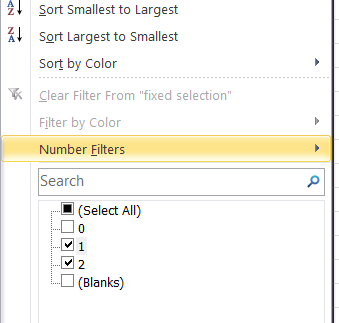 Sort Smallest to Largest
Sort Largest to Smallest
Sort by Color
Clear Filter From "fixed selection"
Filter by Color
Number Filters
Search
(Select All)
0
1
2
(Blanks)